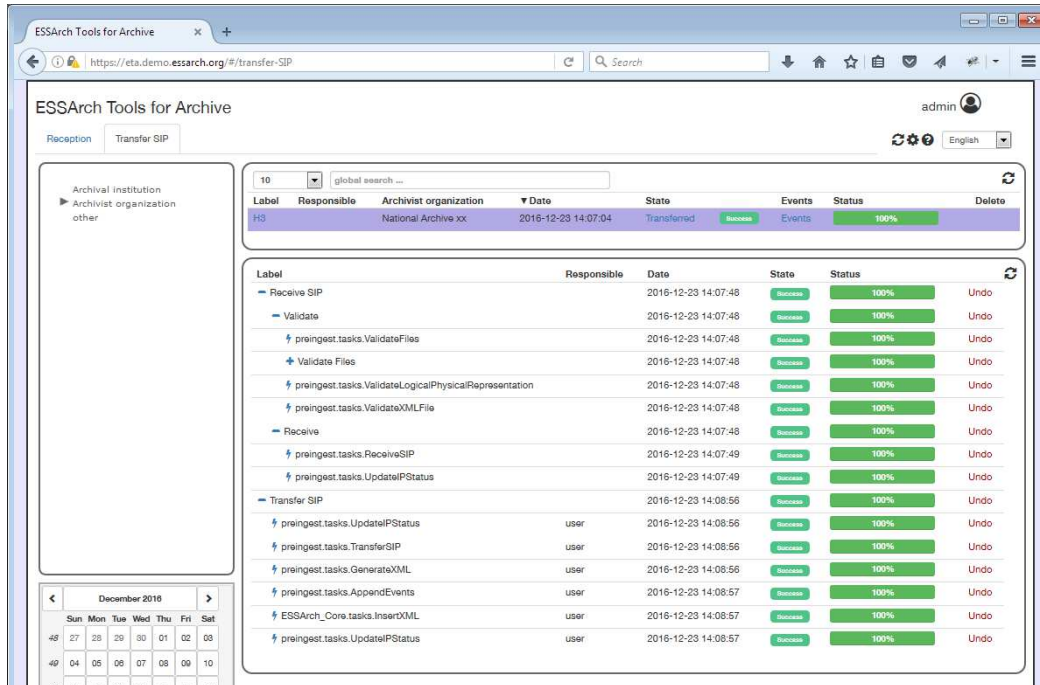 ESSArch Tools for Archive × +
https://eta.demo.essarch.org/#/transfer-SIP Search
ESSArch Tools for Archive admin
Reception Transfer SIP English
Archival institution
Archivist organization
other
10 global search ...
Label Responsible Archivist organization ▼ Date State Events Status Delete
H3 National Archive xx 2016-12-23 14:07:04 Transferred Success Events 100%
Label Responsible Date State Status
Receive SIP 2016-12-23 14:07:48 Success 100% Undo
Validate 2016-12-23 14:07:48 Success 100% Undo
preingest.tasks.ValidateFiles 2016-12-23 14:07:48 Success 100% Undo
Validate Files 2016-12-23 14:07:48 Success 100% Undo
preingest.tasks.ValidateLogicalPhysicalRepresentation 2016-12-23 14:07:48 Success 100% Undo
preingest.tasks.ValidateXMLFile 2016-12-23 14:07:48 Success 100% Undo
Receive 2016-12-23 14:07:48 Success 100% Undo
preingest.tasks.ReceiveSIP 2016-12-23 14:07:49 Success 100% Undo
preingest.tasks.UpdateIPStatus 2016-12-23 14:07:49 Success 100% Undo
Transfer SIP 2016-12-23 14:08:56 Success 100% Undo
preingest.tasks.UpdateIPStatus user 2016-12-23 14:08:56 Success 100% Undo
preingest.tasks.TransferSIP user 2016-12-23 14:08:56 Success 100% Undo
preingest.tasks.GenerateXML user 2016-12-23 14:08:56 Success 100% Undo
preingest.tasks.AppendEvents user 2016-12-23 14:08:57 Success 100% Undo
ESSArch_Core.tasks.InsertXML user 2016-12-23 14:08:57 Success 100% Undo
preingest.tasks.UpdateIPStatus user 2016-12-23 14:08:57 Success 100% Undo
December 2016
Sun Mon Tue Wed Thu Fri Sat
48 27 28 29 30 01 02 03
49 04 05 06 07 08 09 10